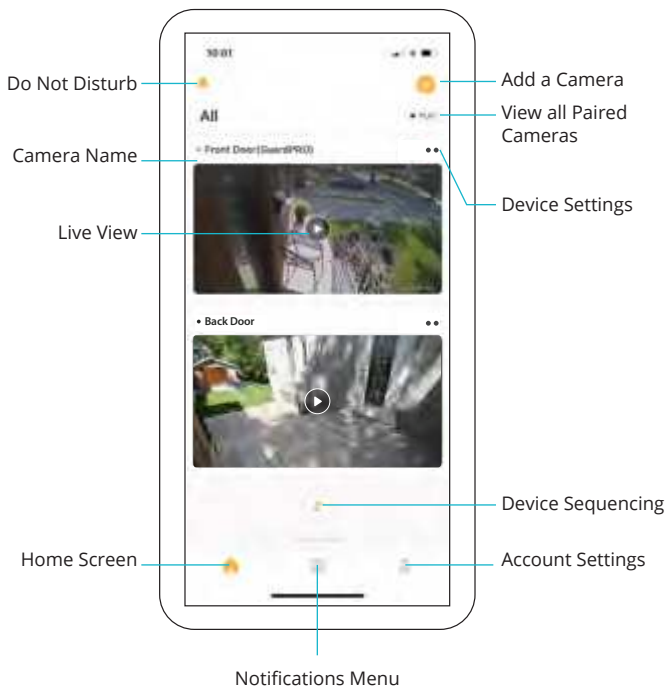 10:01
Do Not Disturb
Add a Camera
All
View all Paired
Cameras
Camera Name
Front Door(GuardPRO)
Device Settings
Live View
• Back Door
Device Sequencing
Home Screen
Account Settings
Notifications Menu